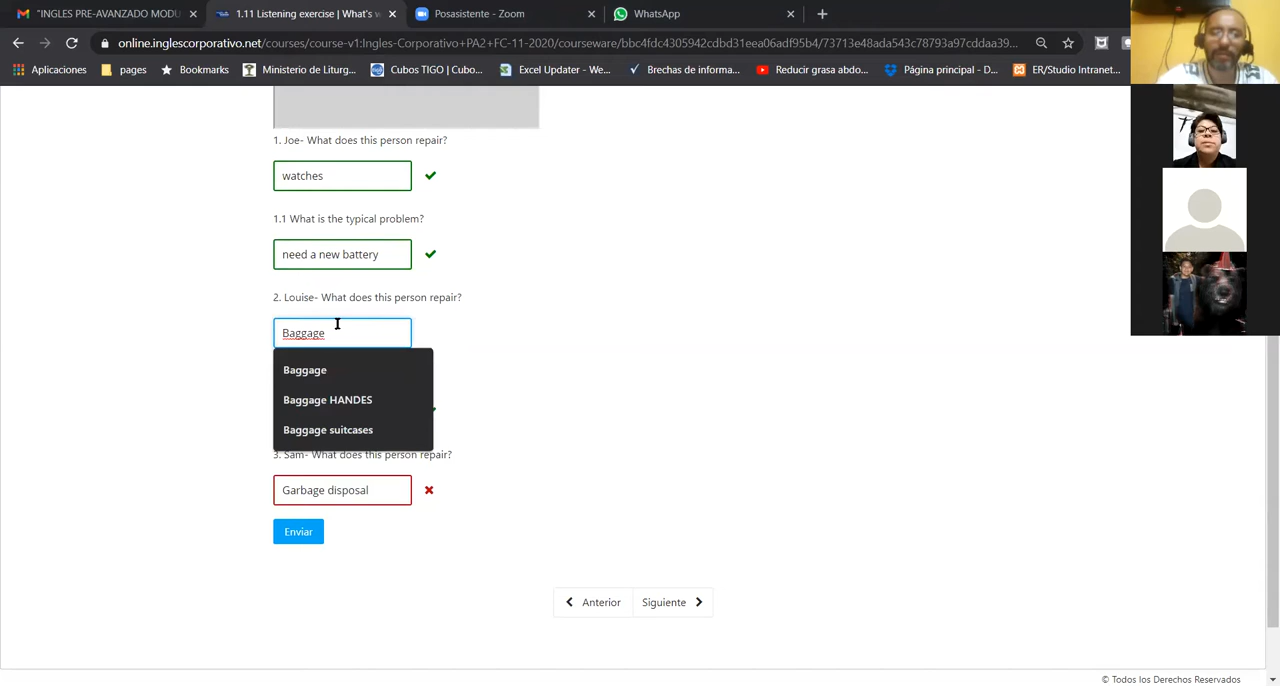 "INGLES PRE-AVANZADO MODU
1.11 Listening exercise | What's w
Posasistente - Zoom
WhatsApp
online.inglescorporativo.net/courses/course-v1:Ingles-Corporativo+PA2+FC-11-2020/courseware/bbc4fdc4305942cdbd31eea06adf95b4/73713e48ada543c78793a97cddaa39...
Aplicaciones
pages
Bookmarks
Ministerio de Liturg...
Cubos TIGO | Cubo...
Excel Updater - We...
Brechas de informa...
Reducir grasa abdo...
Página principal - D...
ER/Studio Intranet...
1. Joe- What does this person repair?
watches
1.1 What is the typical problem?
need a new battery
2. Louise- What does this person repair?
Baggage
Baggage
Baggage HANDES
Baggage suitcases
3. Sam- What does this person repair?
Garbage disposal
Enviar
Anterior
Siguiente
© Todos los Derechos Reservados